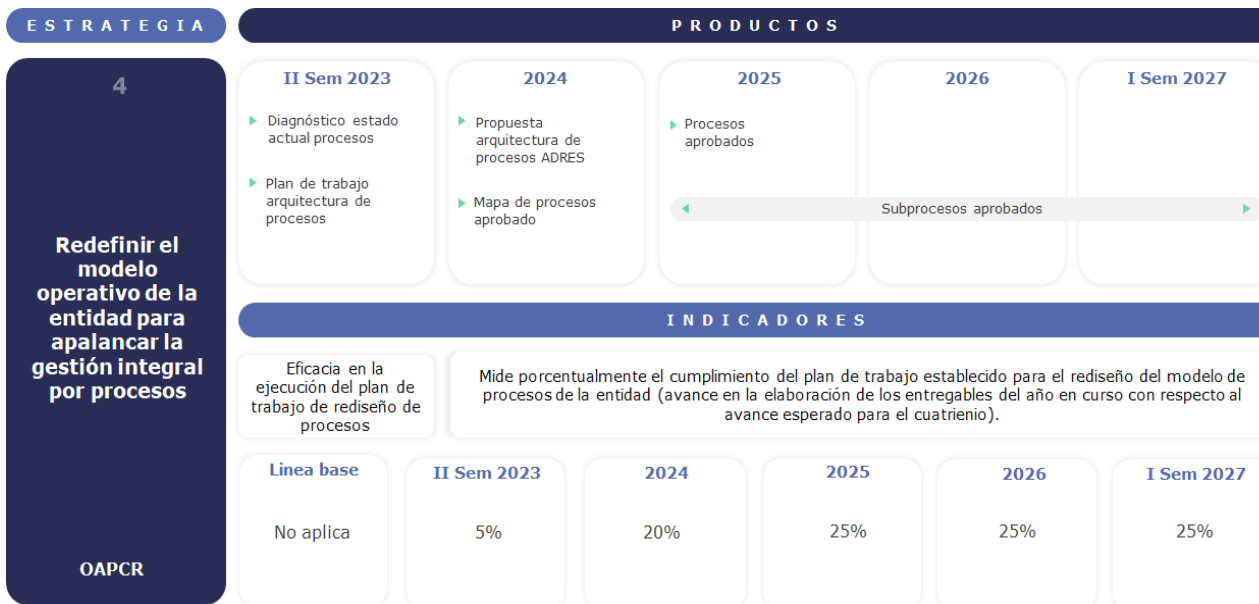 ESTRATEGIA
PRODUCTOS
4
Redefinir el
modelo
operativo de la
entidad para
apalancar la
gestión integral
por procesos
OAPCR
II Sem 2023
Diagnóstico estado
actual procesos
Plan de trabajo
arquitectura de
procesos
2024
Propuesta
arquitectura de
procesos ADRES
Mapa de procesos
aprobado
2025
Procesos
aprobados
2026
I Sem 2027
Subprocesos aprobados
INDICADORES
Eficacia en la
ejecución del plan de
trabajo de rediseño de
procesos
Mide porcentualmente el cumplimiento del plan de trabajo establecido para el rediseño del modelo de
procesos de la entidad (avance en la elaboración de los entregables del año en curso con respecto al
avance esperado para el cuatrienio).
Linea base
No aplica
II Sem 2023
5%
2024
20%
2025
25%
2026
25%
I Sem 2027
25%